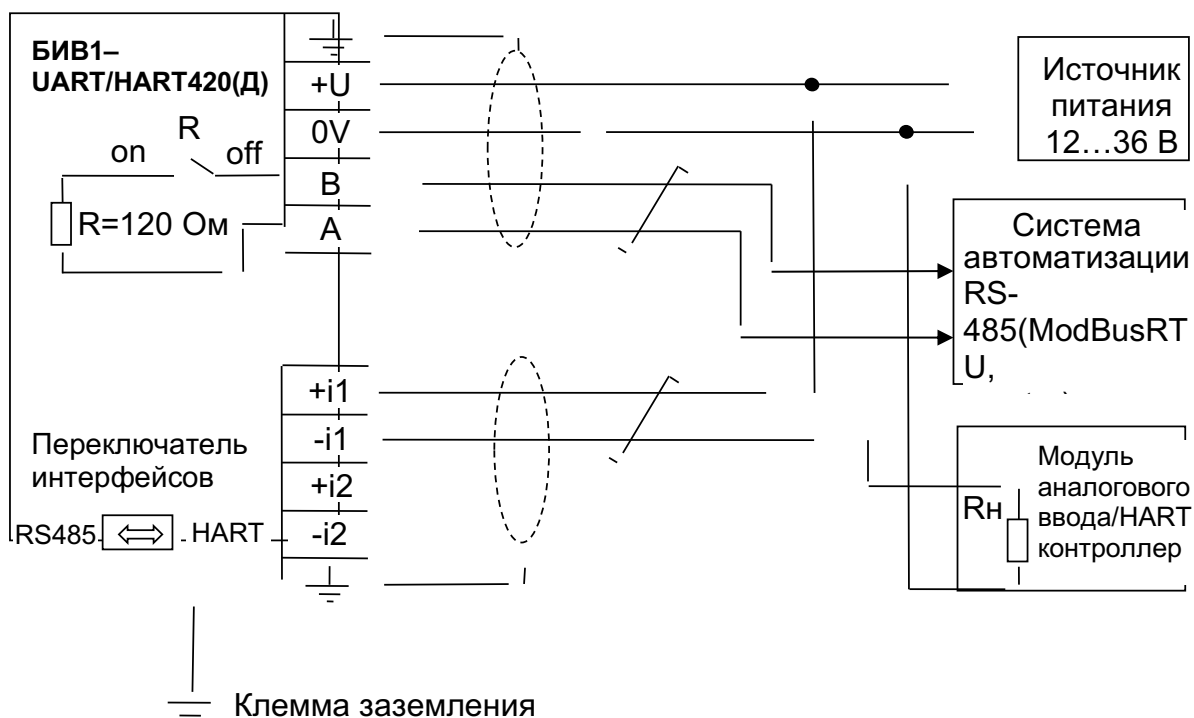 БИВ1–
UART/HART420(Д)
R
on
off
R=120 Ом
+U
0V
B
A
+i1
-i1
+i2
-i2
Переключатель
интерфейсов
RS485
HART
Клемма заземления
Источник
питания
12...36 В
Система
автоматизации
RS-
485(ModBusRT
U,
Rн
Модуль
аналогового
ввода/HART
контроллер